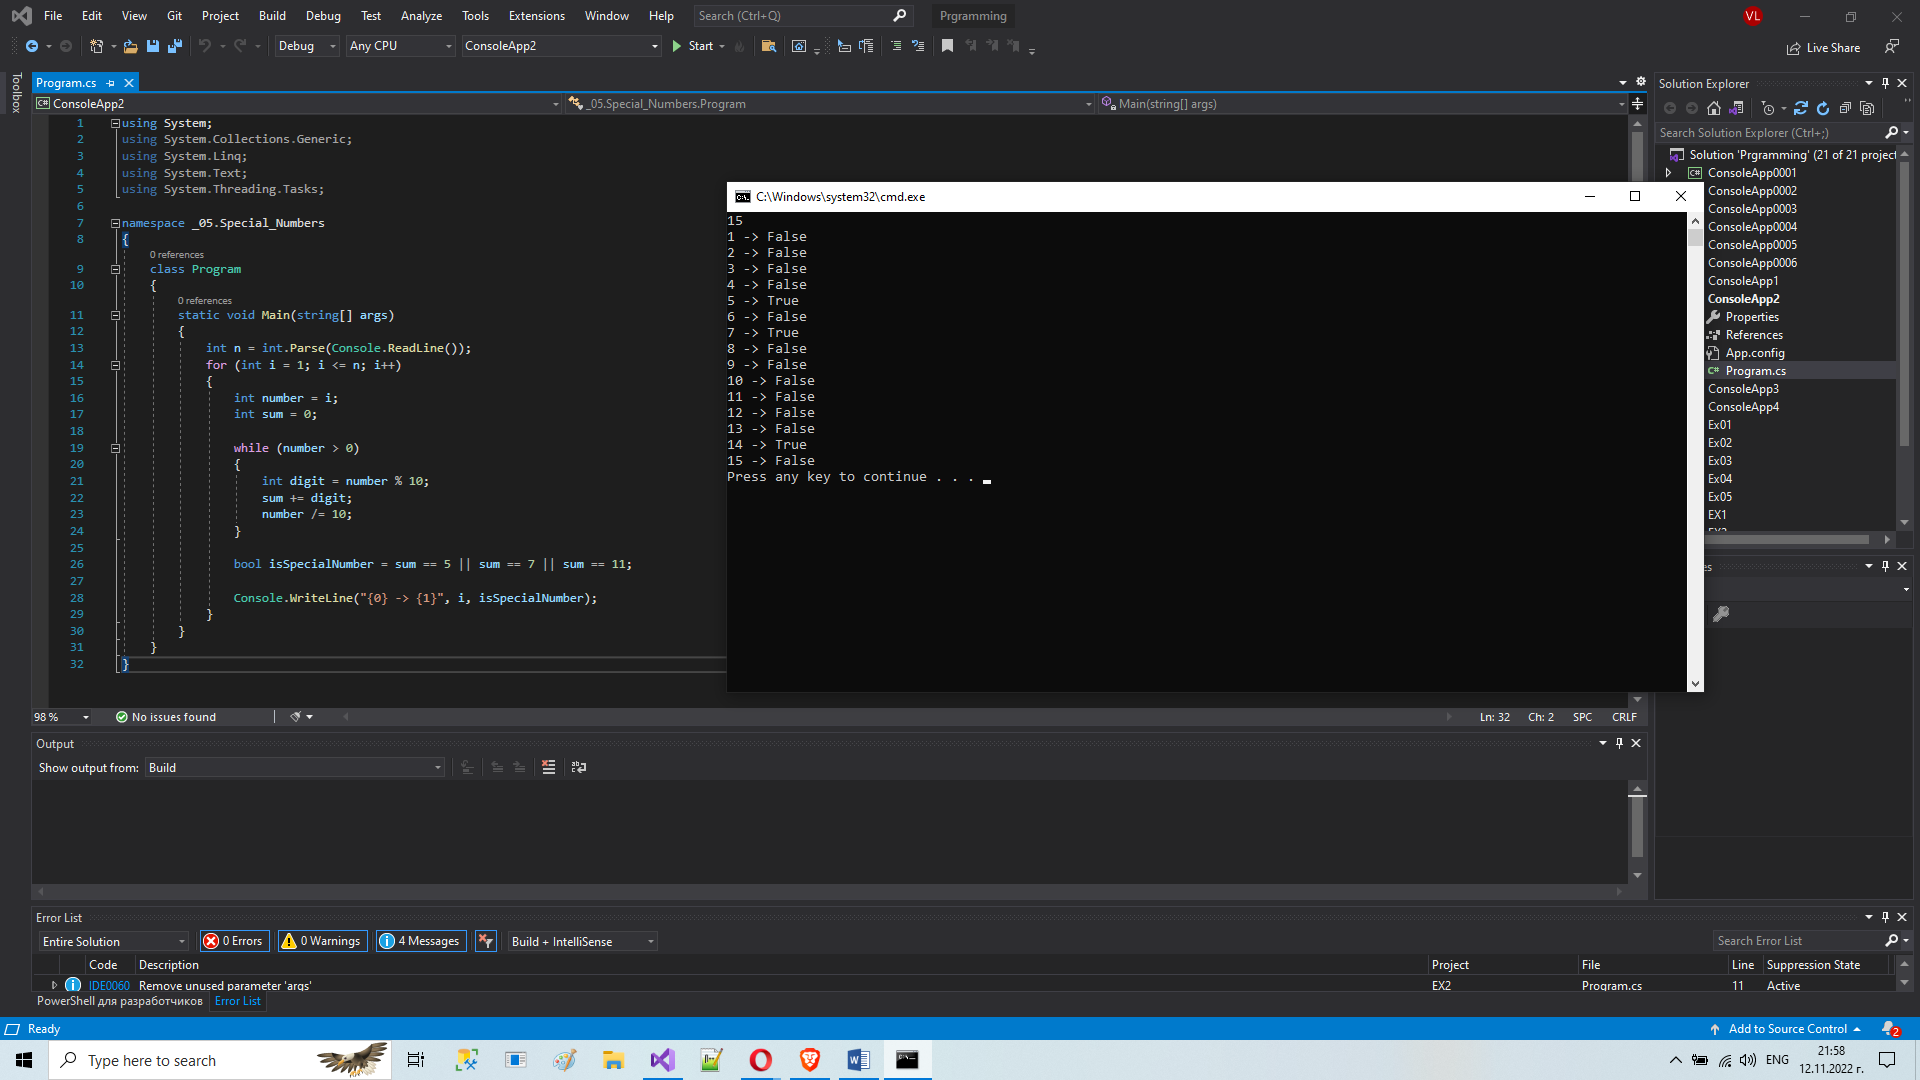 File Edit View Git Project Build Debug Test Analyze Tools Extensions Window Help Search (Ctrl+Q) Prgramming VL
Debug Any CPU ConsoleApp2 Start Live Share
Toolbox
Program.cs
ConsoleApp2 _05.Special_Numbers.Program Main(string[] args)
1 using System;
2 using System.Collections.Generic;
3 using System.Linq;
4 using System.Text;
5 using System.Threading.Tasks;
6
7 namespace _05.Special_Numbers
8 {
0 references
9 class Program
10 {
0 references
11 static void Main(string[] args)
12 {
13 int n = int.Parse(Console.ReadLine());
14 for (int i = 1; i <= n; i++)
15 {
16 int number = i;
17 int sum = 0;
18
19 while (number > 0)
20 {
21 int digit = number % 10;
22 sum += digit;
23 number /= 10;
24 }
25
26 bool isSpecialNumber = sum == 5 || sum == 7 || sum == 11;
27
28 Console.WriteLine("{0} -> {1}", i, isSpecialNumber);
29 }
30 }
31 }
32 }
98 % No issues found Ln: 32 Ch: 2 SPC CRLF
C:\Windows\system32\cmd.exe
15
1 -> False
2 -> False
3 -> False
4 -> False
5 -> True
6 -> False
7 -> True
8 -> False
9 -> False
10 -> False
11 -> False
12 -> False
13 -> False
14 -> True
15 -> False
Press any key to continue . . .
Solution Explorer
Search Solution Explorer (Ctrl+;)
Solution 'Prgramming' (21 of 21 project
ConsoleApp0001
ConsoleApp0002
ConsoleApp0003
ConsoleApp0004
ConsoleApp0005
ConsoleApp0006
ConsoleApp1
ConsoleApp2
Properties
References
App.config
Program.cs
ConsoleApp3
ConsoleApp4
Ex01
Ex02
Ex03
Ex04
Ex05
EX1
Output
Show output from: Build
Error List
Entire Solution 0 Errors 0 Warnings 4 Messages Build + IntelliSense Search Error List
Code Description Project File Line Suppression State
IDE0060 Remove unused parameter 'args' EX2 Program.cs 11 Active
PowerShell для разработчиков Error List
Ready Add to Source Control 2
Type here to search ENG 21:58
12.11.2022 г.